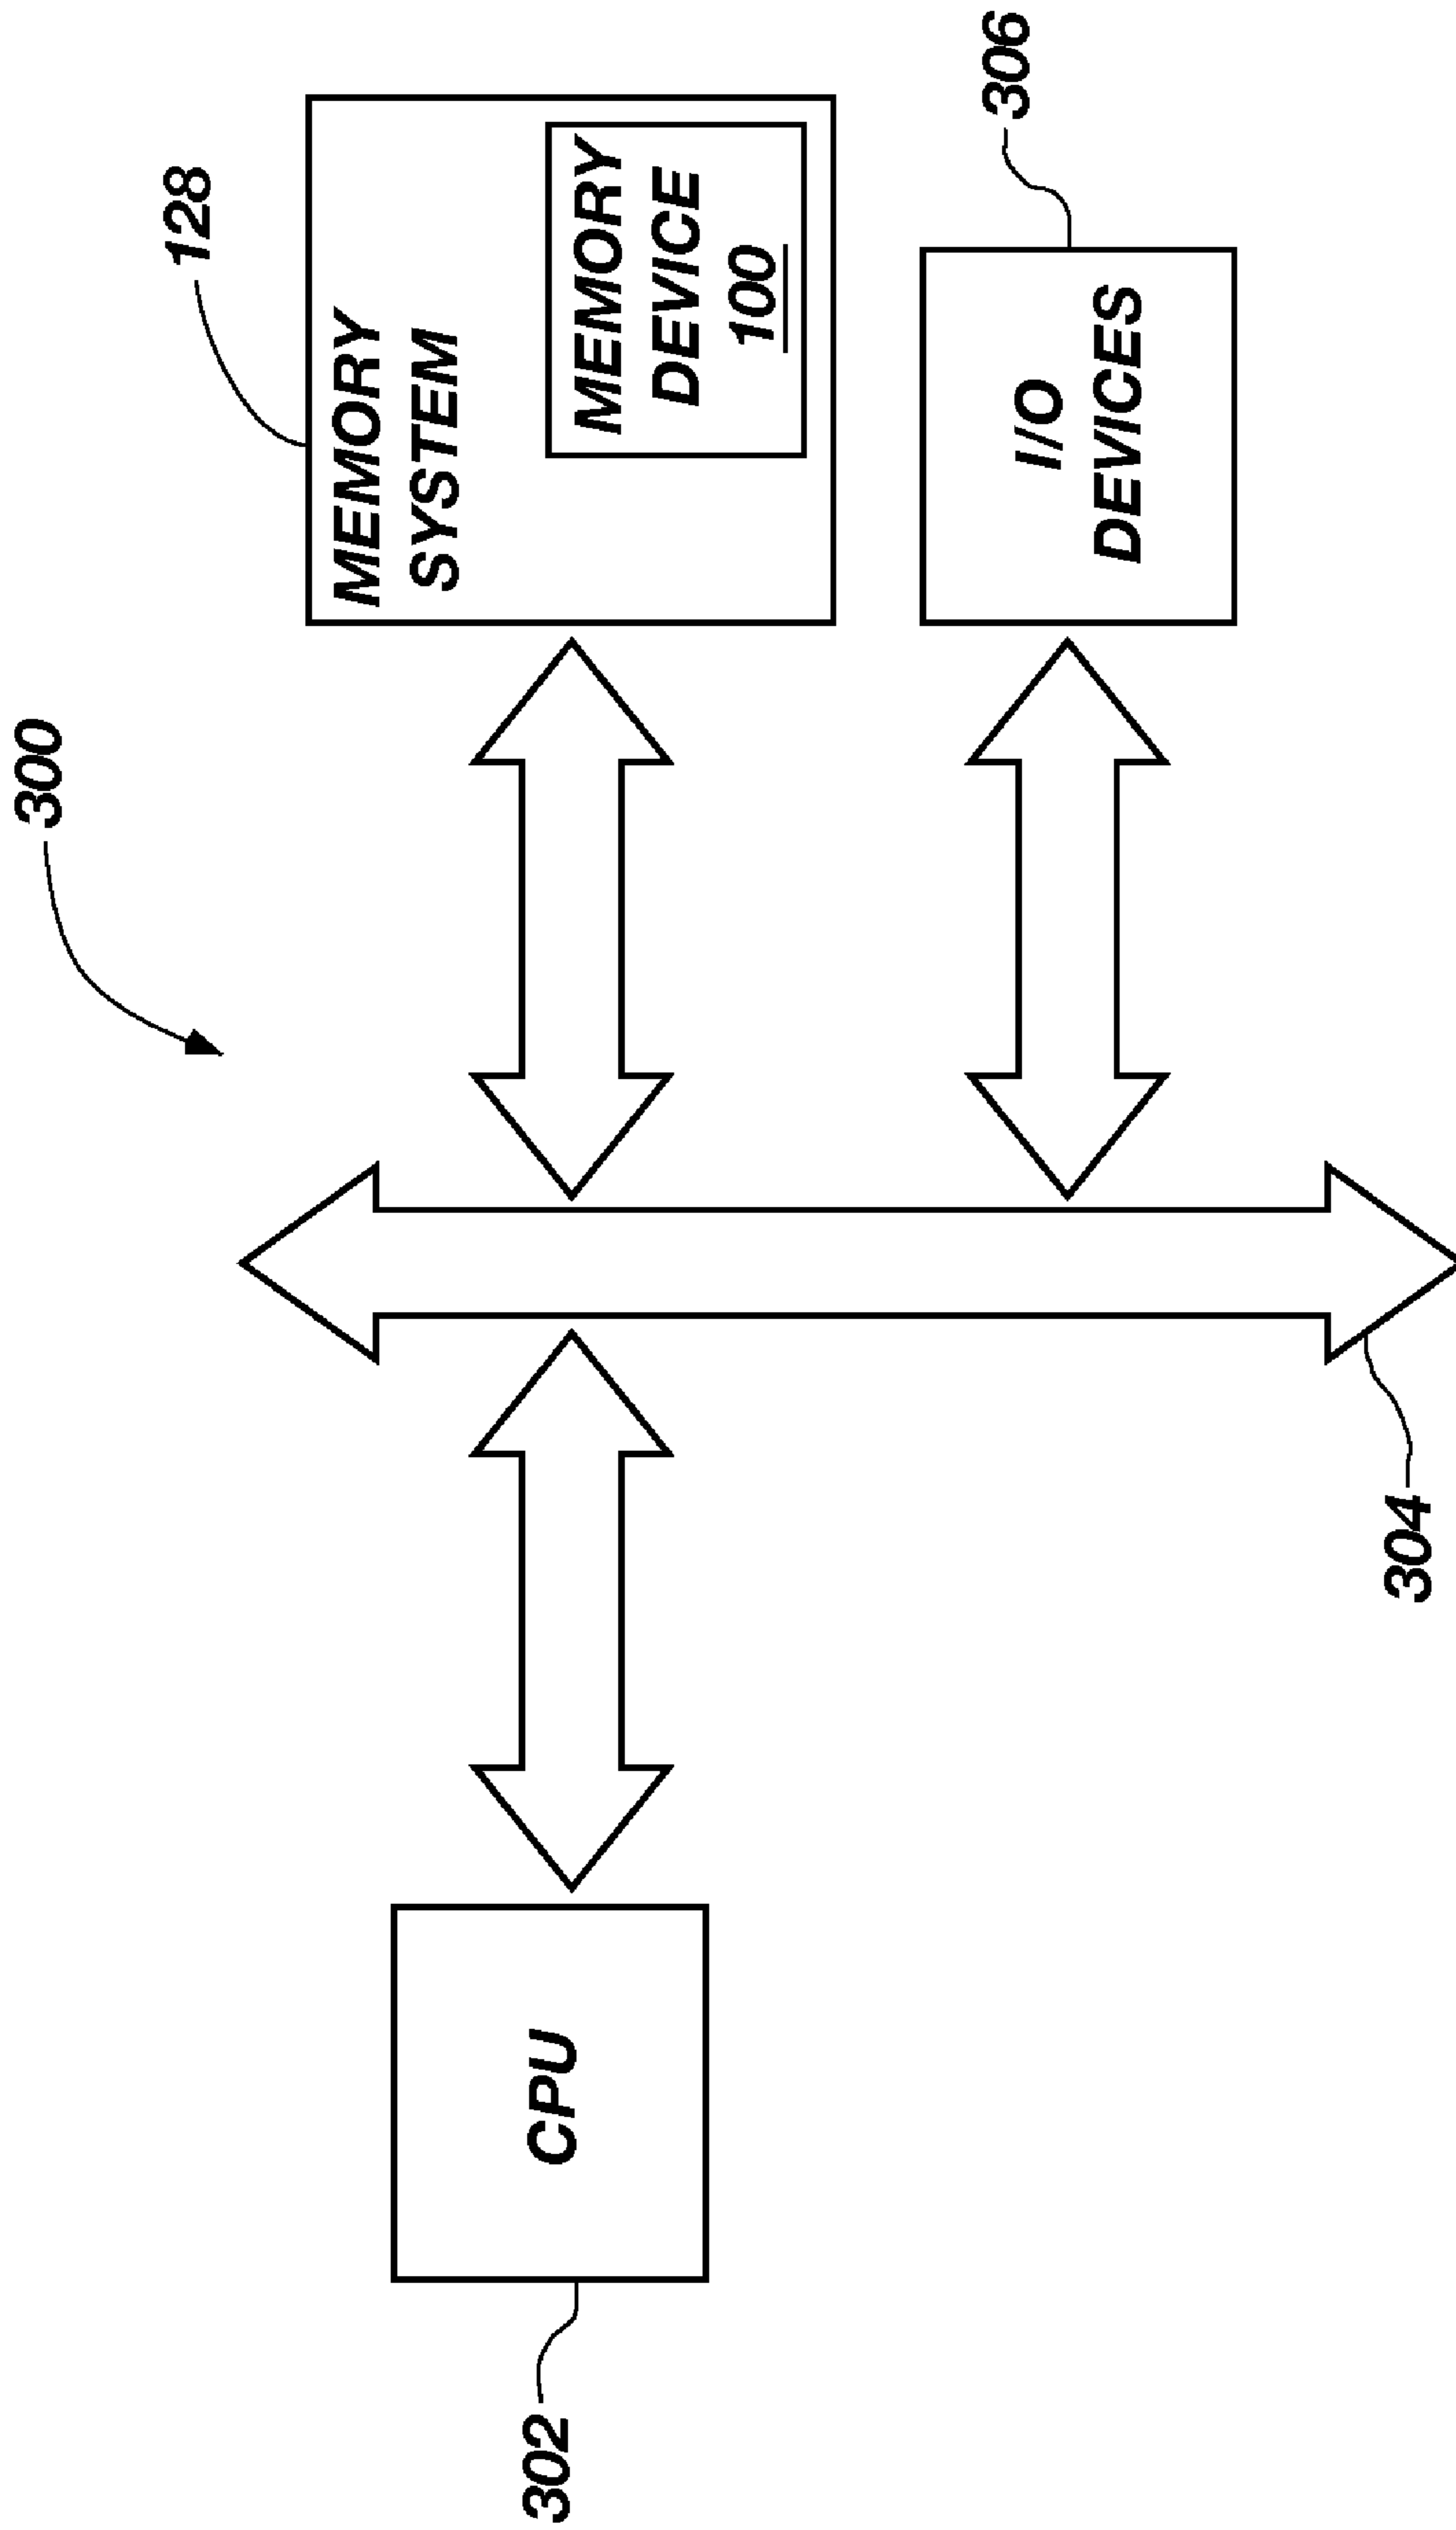 300
128
MEMORY
SYSTEM
MEMORY
DEVICE
100
302
CPU
I/O
DEVICES
306
304